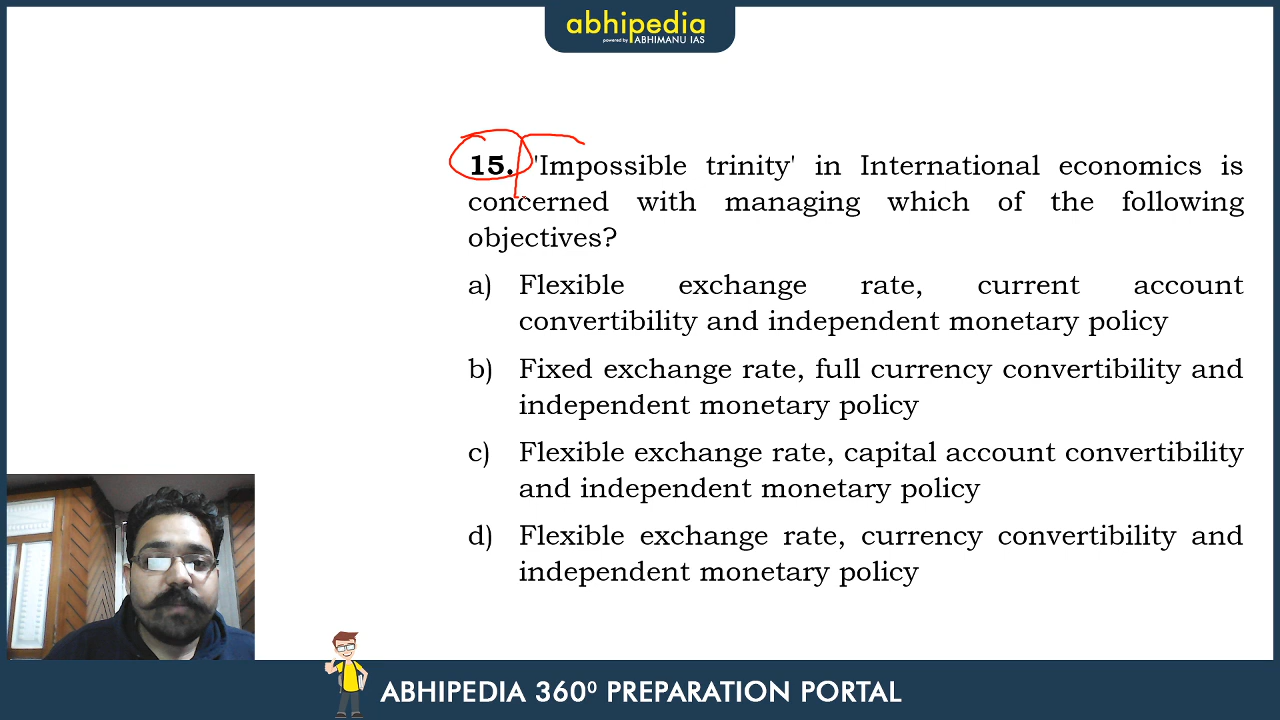 abhipedia
powered by ABHIMANU IAS
15. 'Impossible trinity' in International economics is
concerned with managing which of the following
objectives?
a) Flexible exchange rate, current account
convertibility and independent monetary policy
b) Fixed exchange rate, full currency convertibility and
independent monetary policy
c) Flexible exchange rate, capital account convertibility
and independent monetary policy
d) Flexible exchange rate, currency convertibility and
independent monetary policy
ABHIPEDIA 360⁰ PREPARATION PORTAL